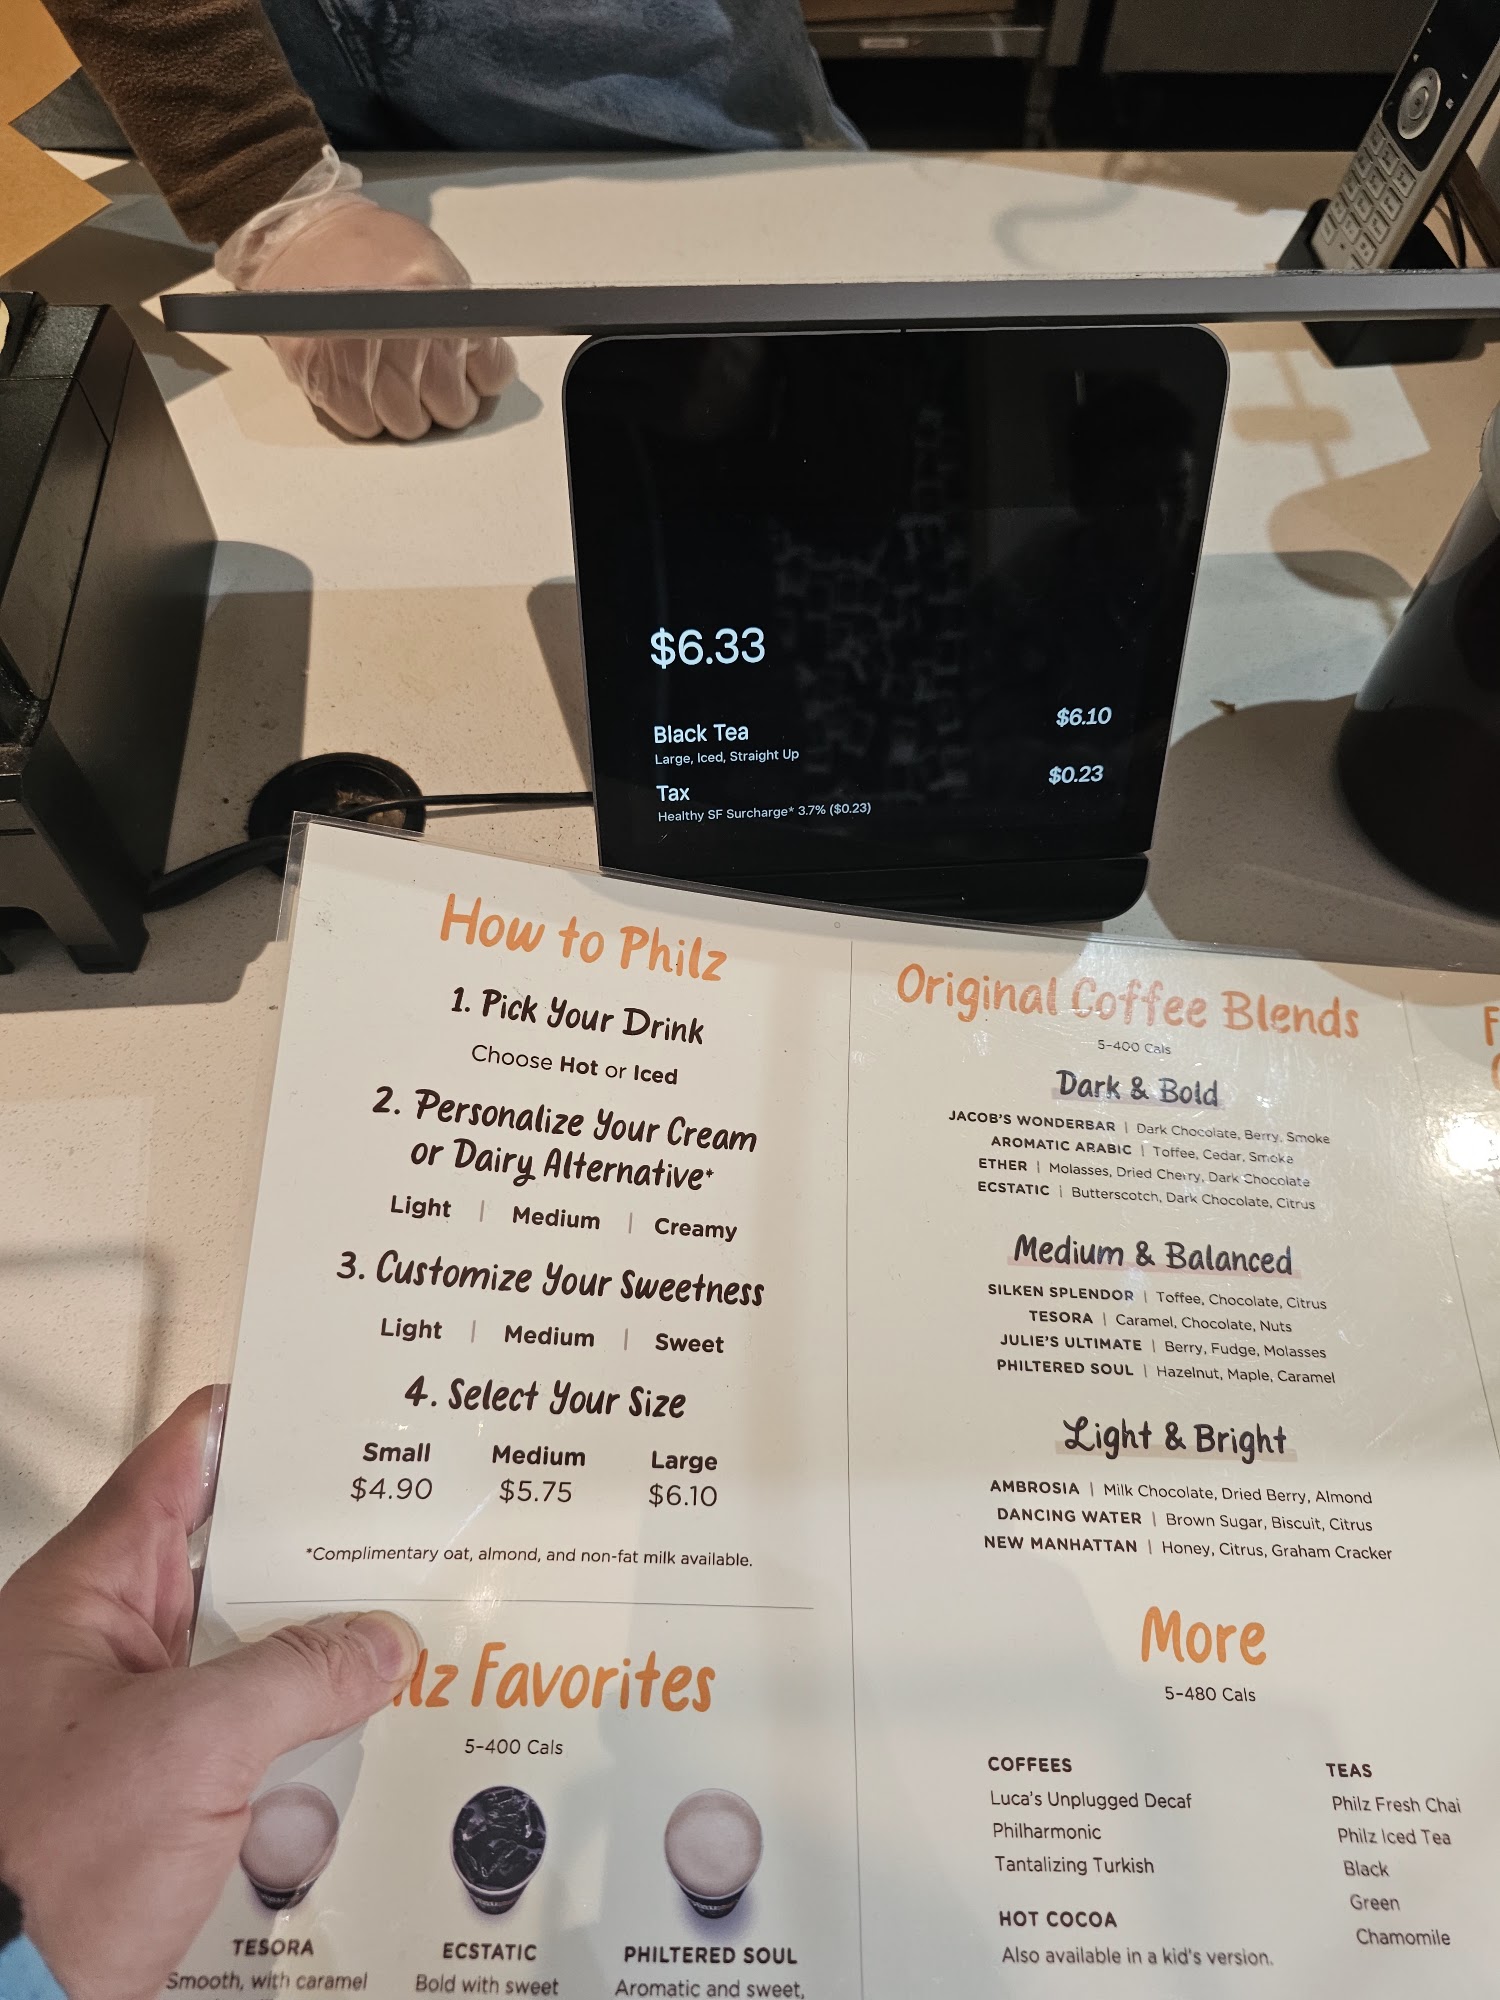 $6.33
Black Tea $6.10
Large, Iced, Straight Up
Tax $0.23
Healthy SF Surcharge* 3.7% ($0.23)
How to Philz
1. Pick Your Drink
Choose Hot or Iced
2. Personalize Your Cream
or Dairy Alternative*
Light | Medium | Creamy
3. Customize Your Sweetness
Light | Medium | Sweet
4. Select Your Size
Small Medium Large
$4.90 $5.75 $6.10
*Complimentary oat, almond, and non-fat milk available.
lz Favorites
5-400 Cals
TESORA
Smooth, with caramel
ECSTATIC
Bold with sweet
PHILTERED SOUL
Aromatic and sweet,
Original Coffee Blends
5-400 Cals
Dark & Bold
JACOB'S WONDERBAR | Dark Chocolate, Berry, Smoke
AROMATIC ARABIC | Toffee, Cedar, Smoke
ETHER | Molasses, Dried Cherry, Dark Chocolate
ECSTATIC | Butterscotch, Dark Chocolate, Citrus
Medium & Balanced
SILKEN SPLENDOR | Toffee, Chocolate, Citrus
TESORA | Caramel, Chocolate, Nuts
JULIE'S ULTIMATE | Berry, Fudge, Molasses
PHILTERED SOUL | Hazelnut, Maple, Caramel
Light & Bright
AMBROSIA | Milk Chocolate, Dried Berry, Almond
DANCING WATER | Brown Sugar, Biscuit, Citrus
NEW MANHATTAN | Honey, Citrus, Graham Cracker
More
5-480 Cals
COFFEES
Luca's Unplugged Decaf
Philharmonic
Tantalizing Turkish
HOT COCOA
Also available in a kid's version.
TEAS
Philz Fresh Chai
Philz Iced Tea
Black
Green
Chamomile